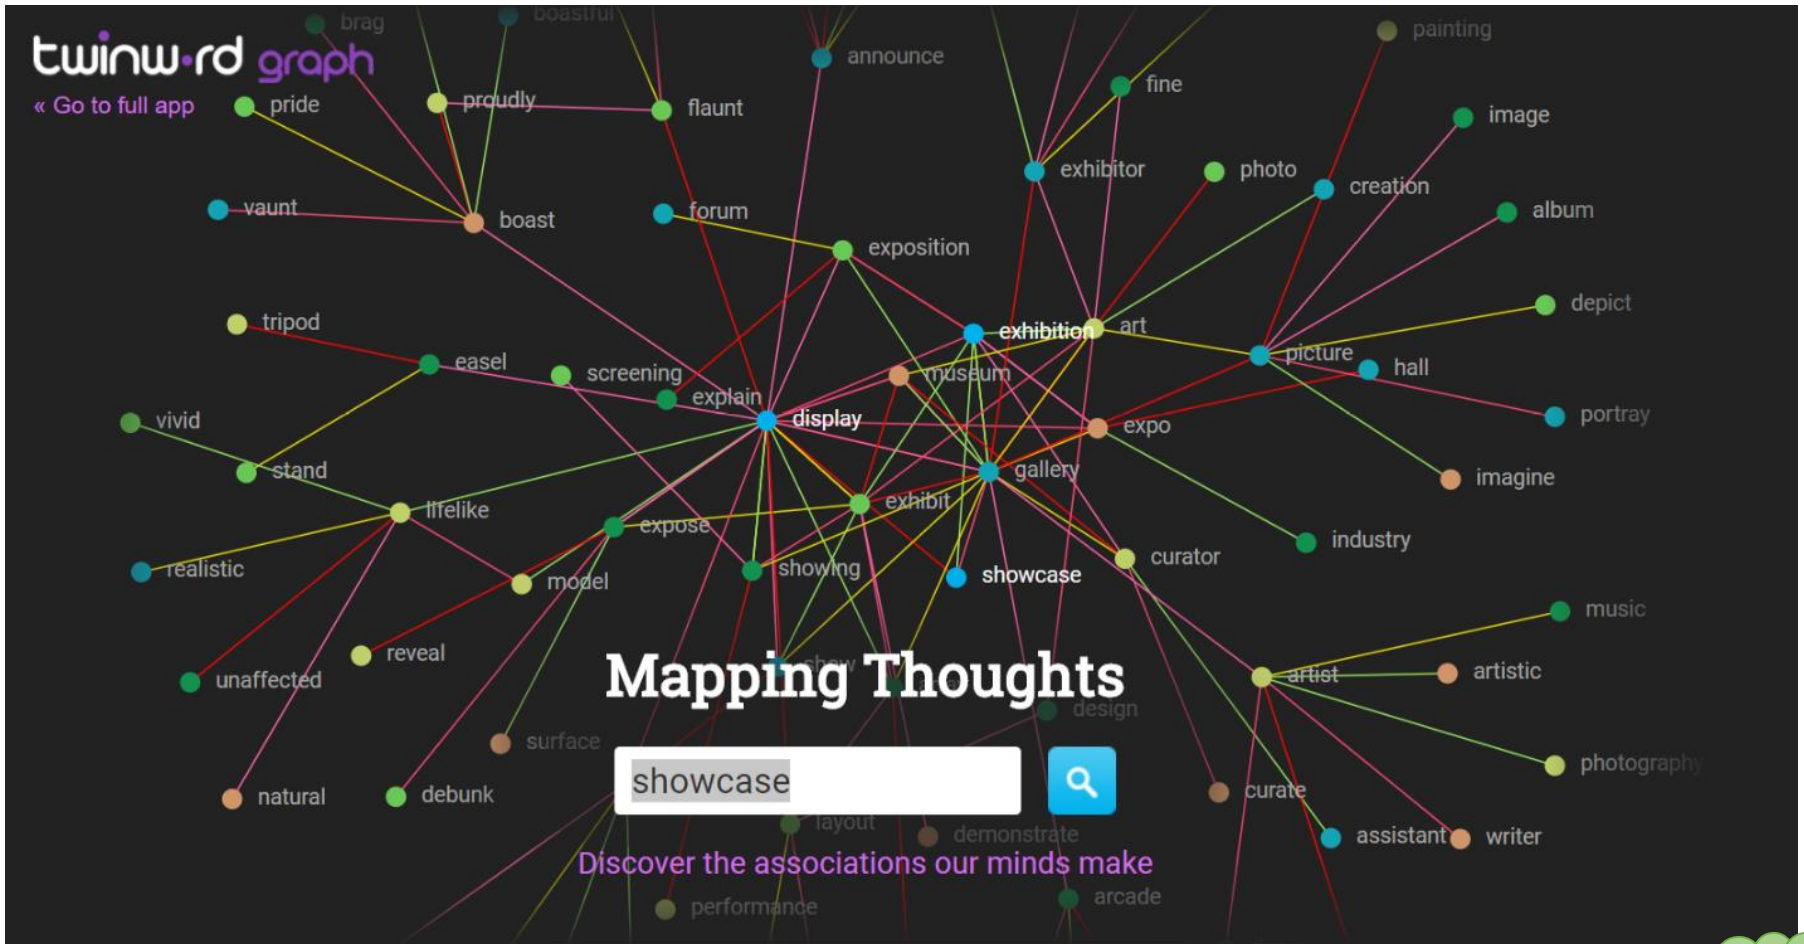 brag
boastful
painting
announce
twinword graph
fine
« Go to full app
pride
proudly
flaunt
image
exhibitor
photo
creation
vaunt
forum
album
boast
exposition
depict
tripod
exhibition
art
easel
picture
hall
screening
museum
explain
portray
vivid
display
expo
stand
gallery
imagine
lifelike
exhibit
expose
industry
realistic
curator
showing
showcase
model
music
reveal
show
unaffected
artist
artistic
Mapping Thoughts
design
surface
photography
showcase
natural
debunk
curate
layout
demonstrate
assistant
writer
Discover the associations our minds make
arcade
performance